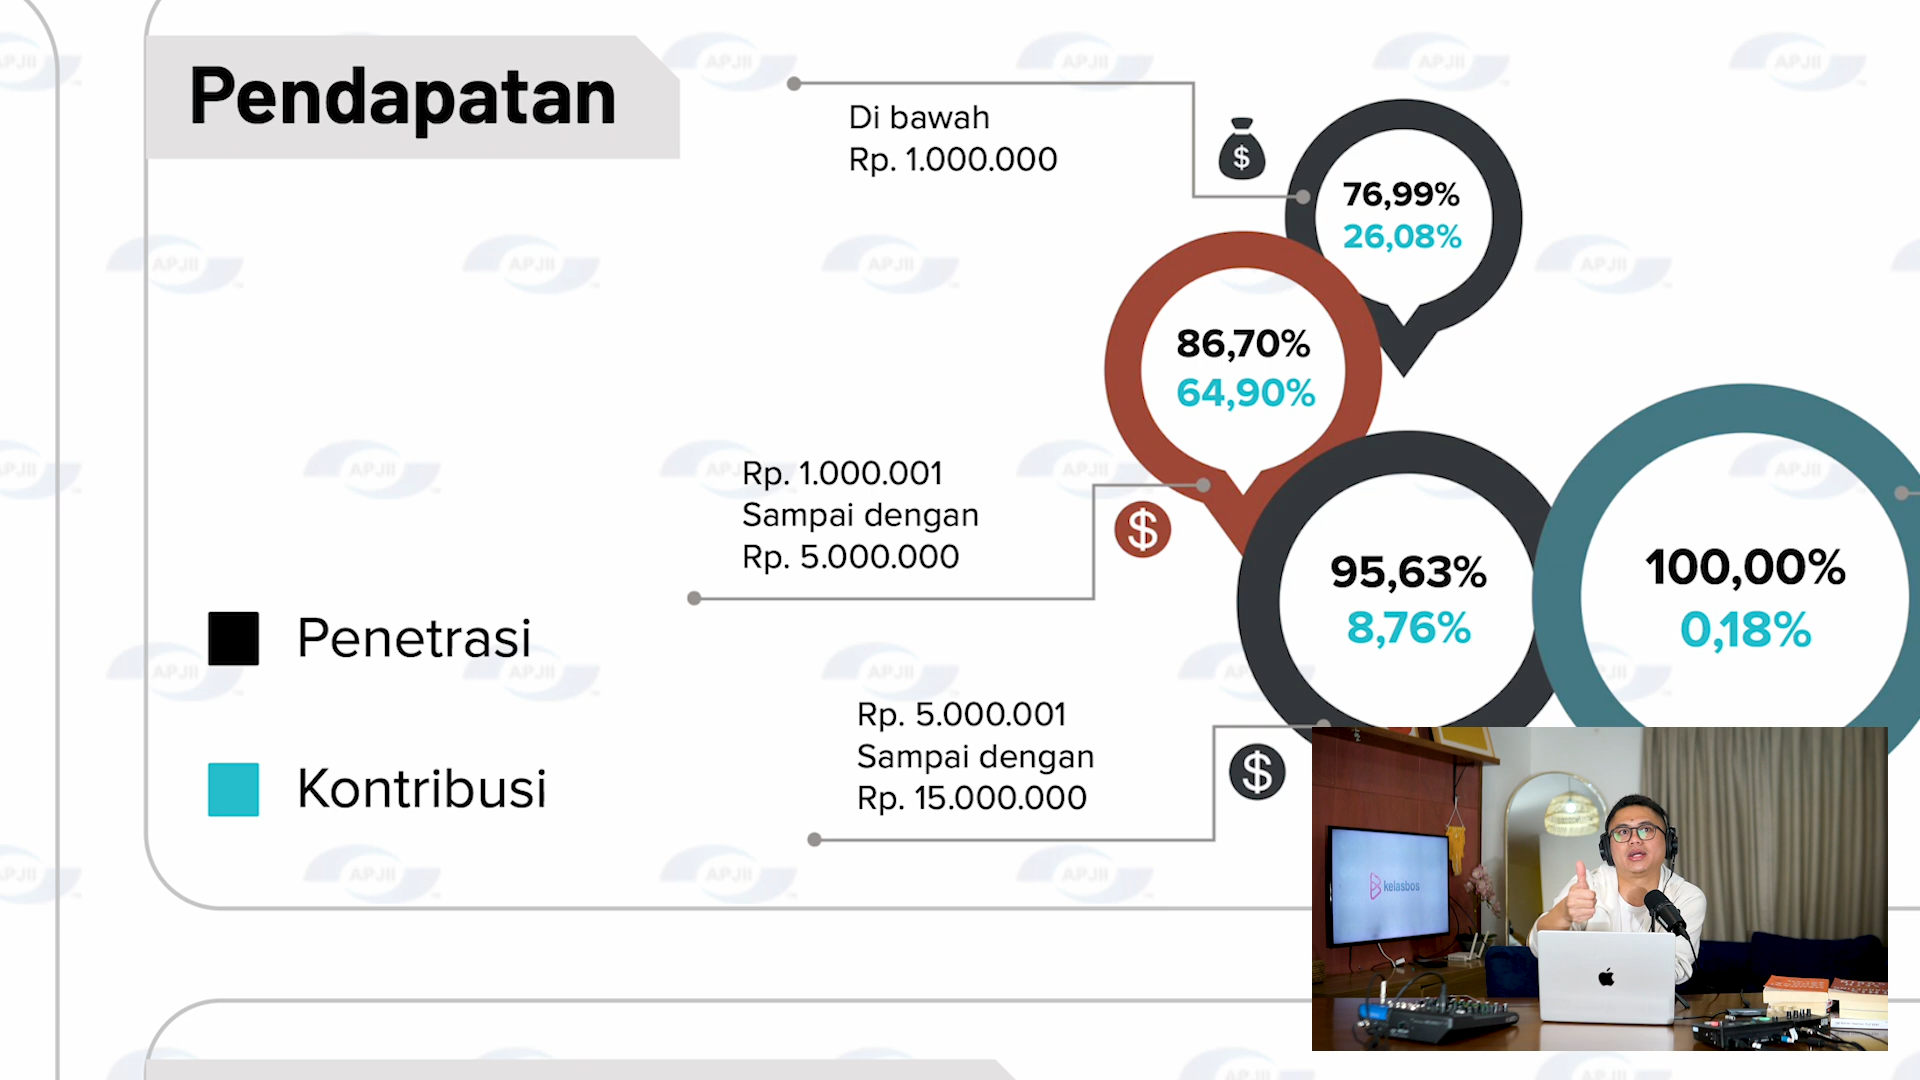 Pendapatan
Di bawah
Rp. 1.000.000
76,99%
26,08%
86,70%
64,90%
Rp. 1.000.001
Sampai dengan
Rp. 5.000.000
95,63%
8,76%
100,00%
0,18%
Penetrasi
Rp. 5.000.001
Sampai dengan
Rp. 15.000.000
Kontribusi
kelasbos
APJII